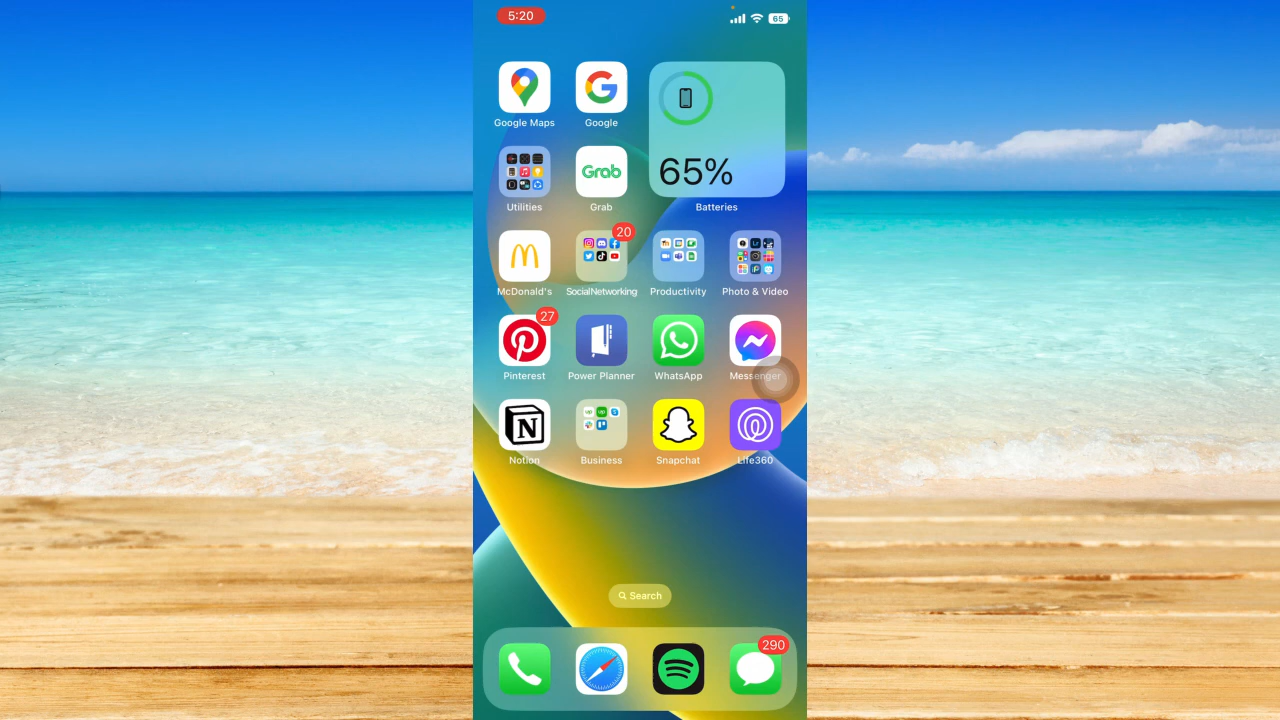 5:20
65
Google Maps
Google
65%
Batteries
Utilities
Grab
Grab
20
McDonald's
SocialNetworking
Productivity
Photo & Video
27
Pinterest
Power Planner
WhatsApp
Messenger
Notion
Business
Snapchat
Life360
Search
290